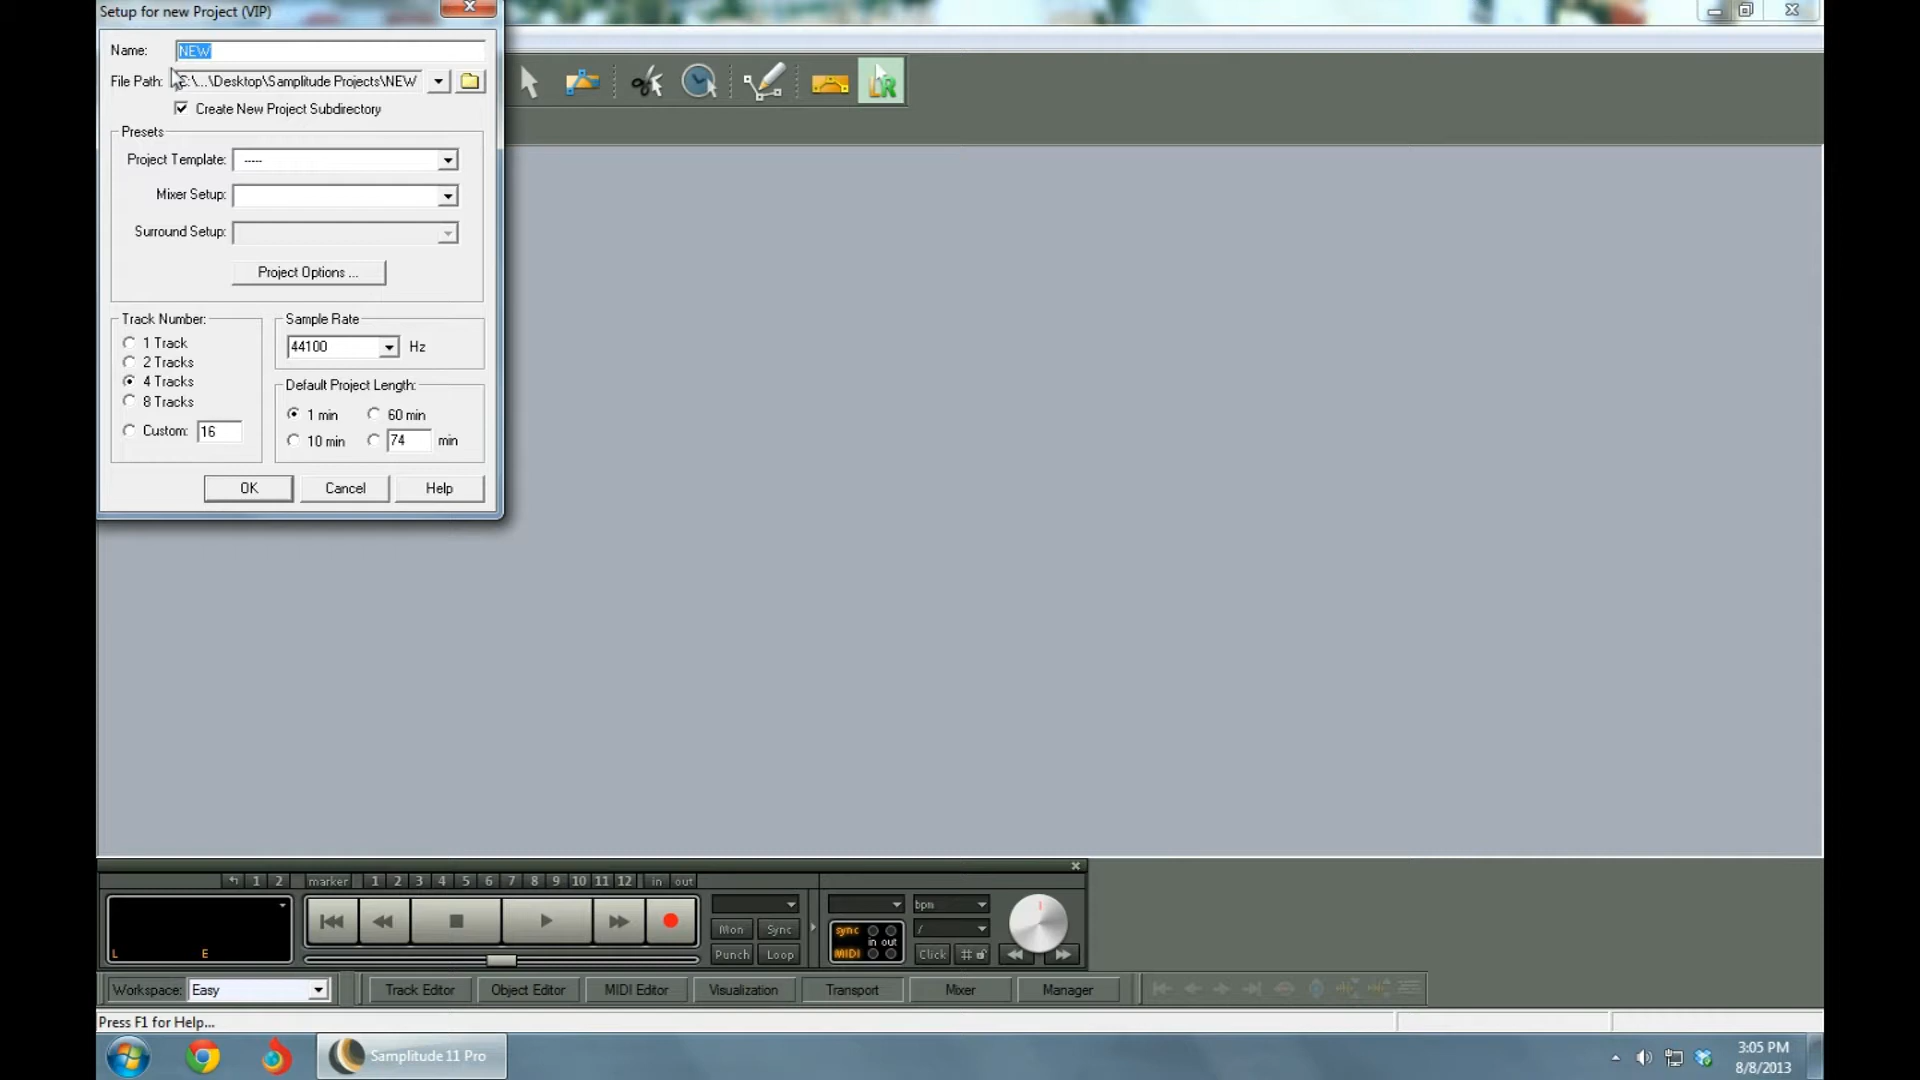 Setup for new Project (VIP)
Name: NEW
File Path: E:\...\Desktop\Samplitude Projects\NEW
Create New Project Subdirectory
Presets
Project Template: -----
Mixer Setup:
Surround Setup:
Project Options ...
Track Number:
1 Track
2 Tracks
4 Tracks
8 Tracks
Custom: 16
Sample Rate
44100 Hz
Default Project Length:
1 min 60 min
10 min 74 min
OK Cancel Help
1 2 marker 1 2 3 4 5 6 7 8 9 10 11 12 in out
L E
bpm
Mon Sync
sync in out
/
MIDI
Punch Loop
Click #
Workspace: Easy Track Editor Object Editor MIDI Editor Visualization Transport Mixer Manager
Press F1 for Help...
Samplitude 11 Pro
3:05 PM
8/8/2013